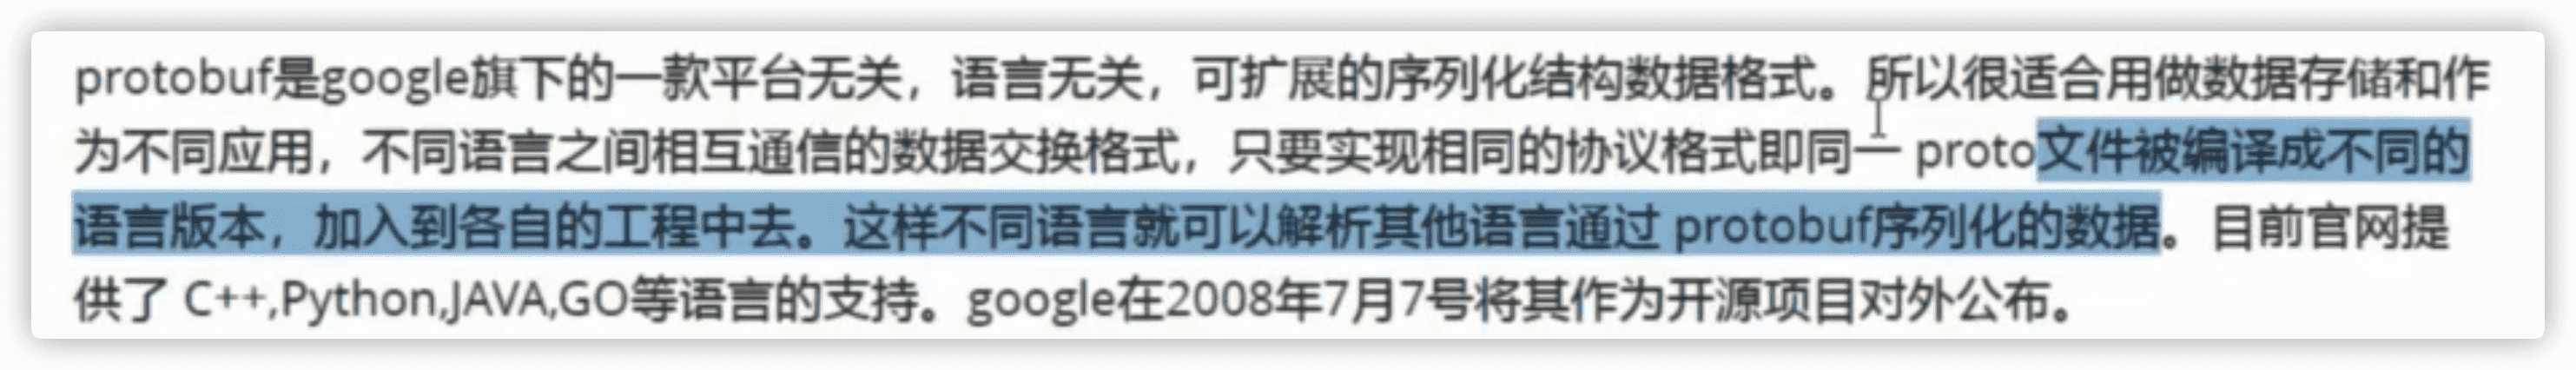 protobuf是google旗下的一款平台无关，语言无关，可扩展的序列化结构数据格式。所以很适合用做数据存储和作
为不同应用，不同语言之间相互通信的数据交换格式，只要实现相同的协议格式即同一 proto文件被编译成不同的
语言版本，加入到各自的工程中去。这样不同语言就可以解析其他语言通过 protobuf序列化的数据。目前官网提
供了 C++,Python,JAVA,GO等语言的支持。google在2008年7月7号将其作为开源项目对外公布。